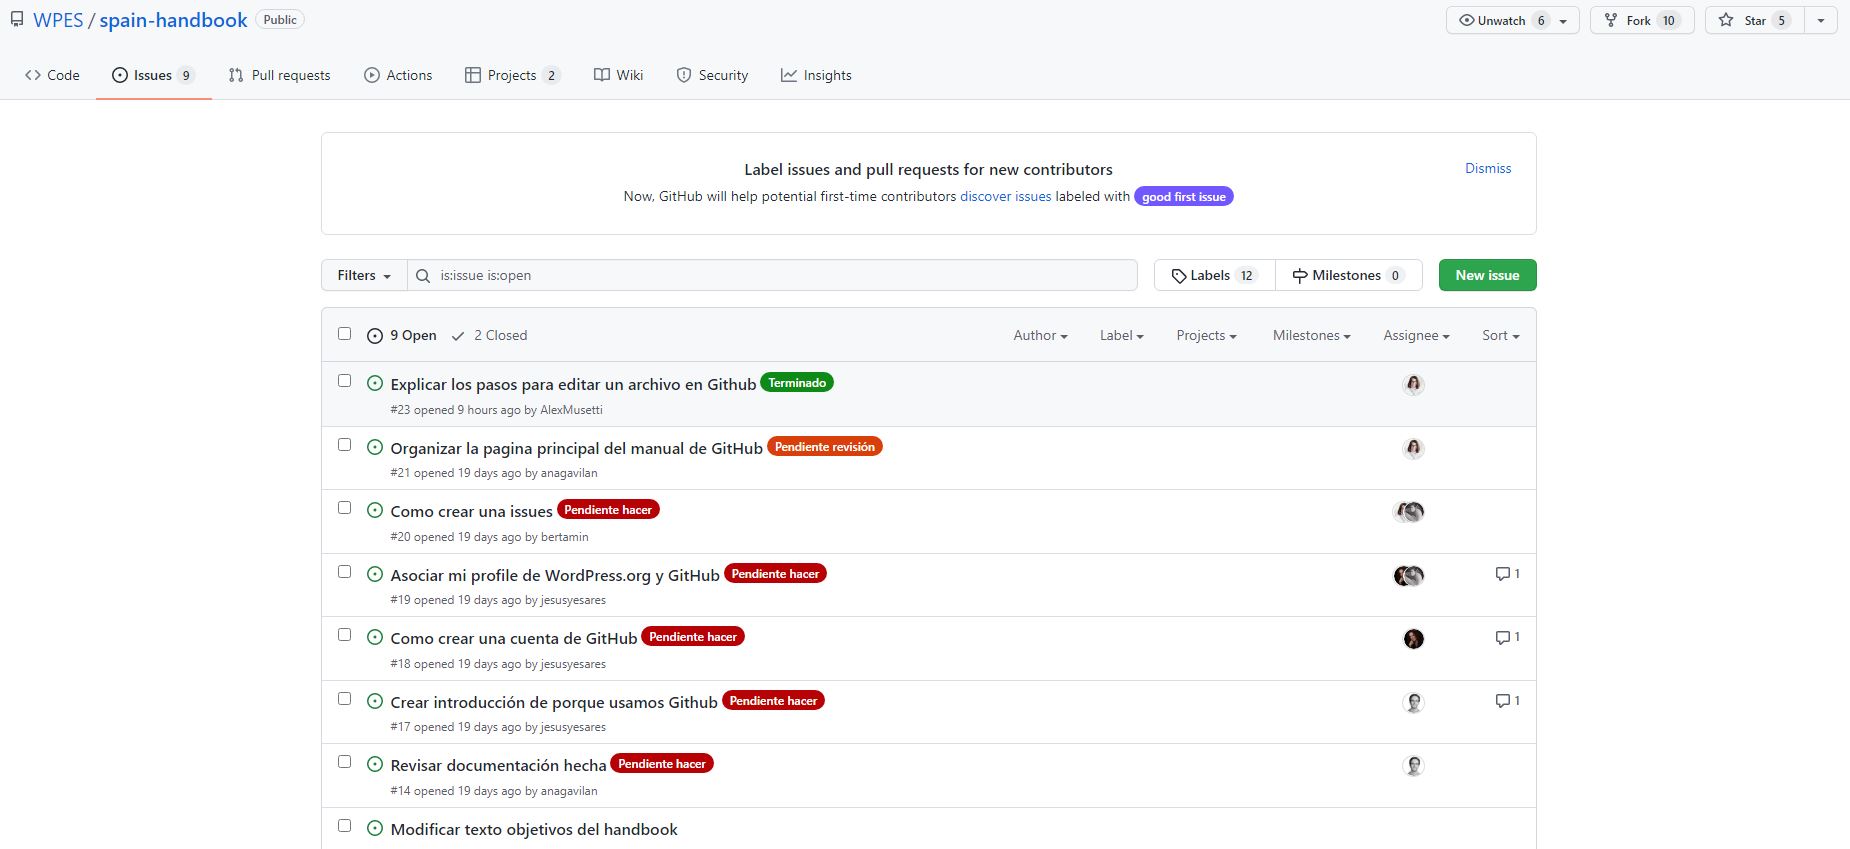 WPES / spain-handbook Public
Unwatch 6 Fork 10 Star 5
Code Issues 9 Pull requests Actions Projects 2 Wiki Security Insights
Label issues and pull requests for new contributors
Dismiss
Now, GitHub will help potential first-time contributors discover issues labeled with good first issue
Filters is:issue is:open Labels 12 Milestones 0 New issue
9 Open 2 Closed Author Label Projects Milestones Assignee Sort
Explicar los pasos para editar un archivo en Github Terminado
#23 opened 9 hours ago by AlexMusetti
Organizar la pagina principal del manual de GitHub Pendiente revisión
#21 opened 19 days ago by anagavilan
Como crear una issues Pendiente hacer
#20 opened 19 days ago by bertamin
Asociar mi profile de WordPress.org y GitHub Pendiente hacer 1
#19 opened 19 days ago by jesusyesares
Como crear una cuenta de GitHub Pendiente hacer 1
#18 opened 19 days ago by jesusyesares
Crear introducción de porque usamos Github Pendiente hacer 1
#17 opened 19 days ago by jesusyesares
Revisar documentación hecha Pendiente hacer
#14 opened 19 days ago by anagavilan
Modificar texto objetivos del handbook